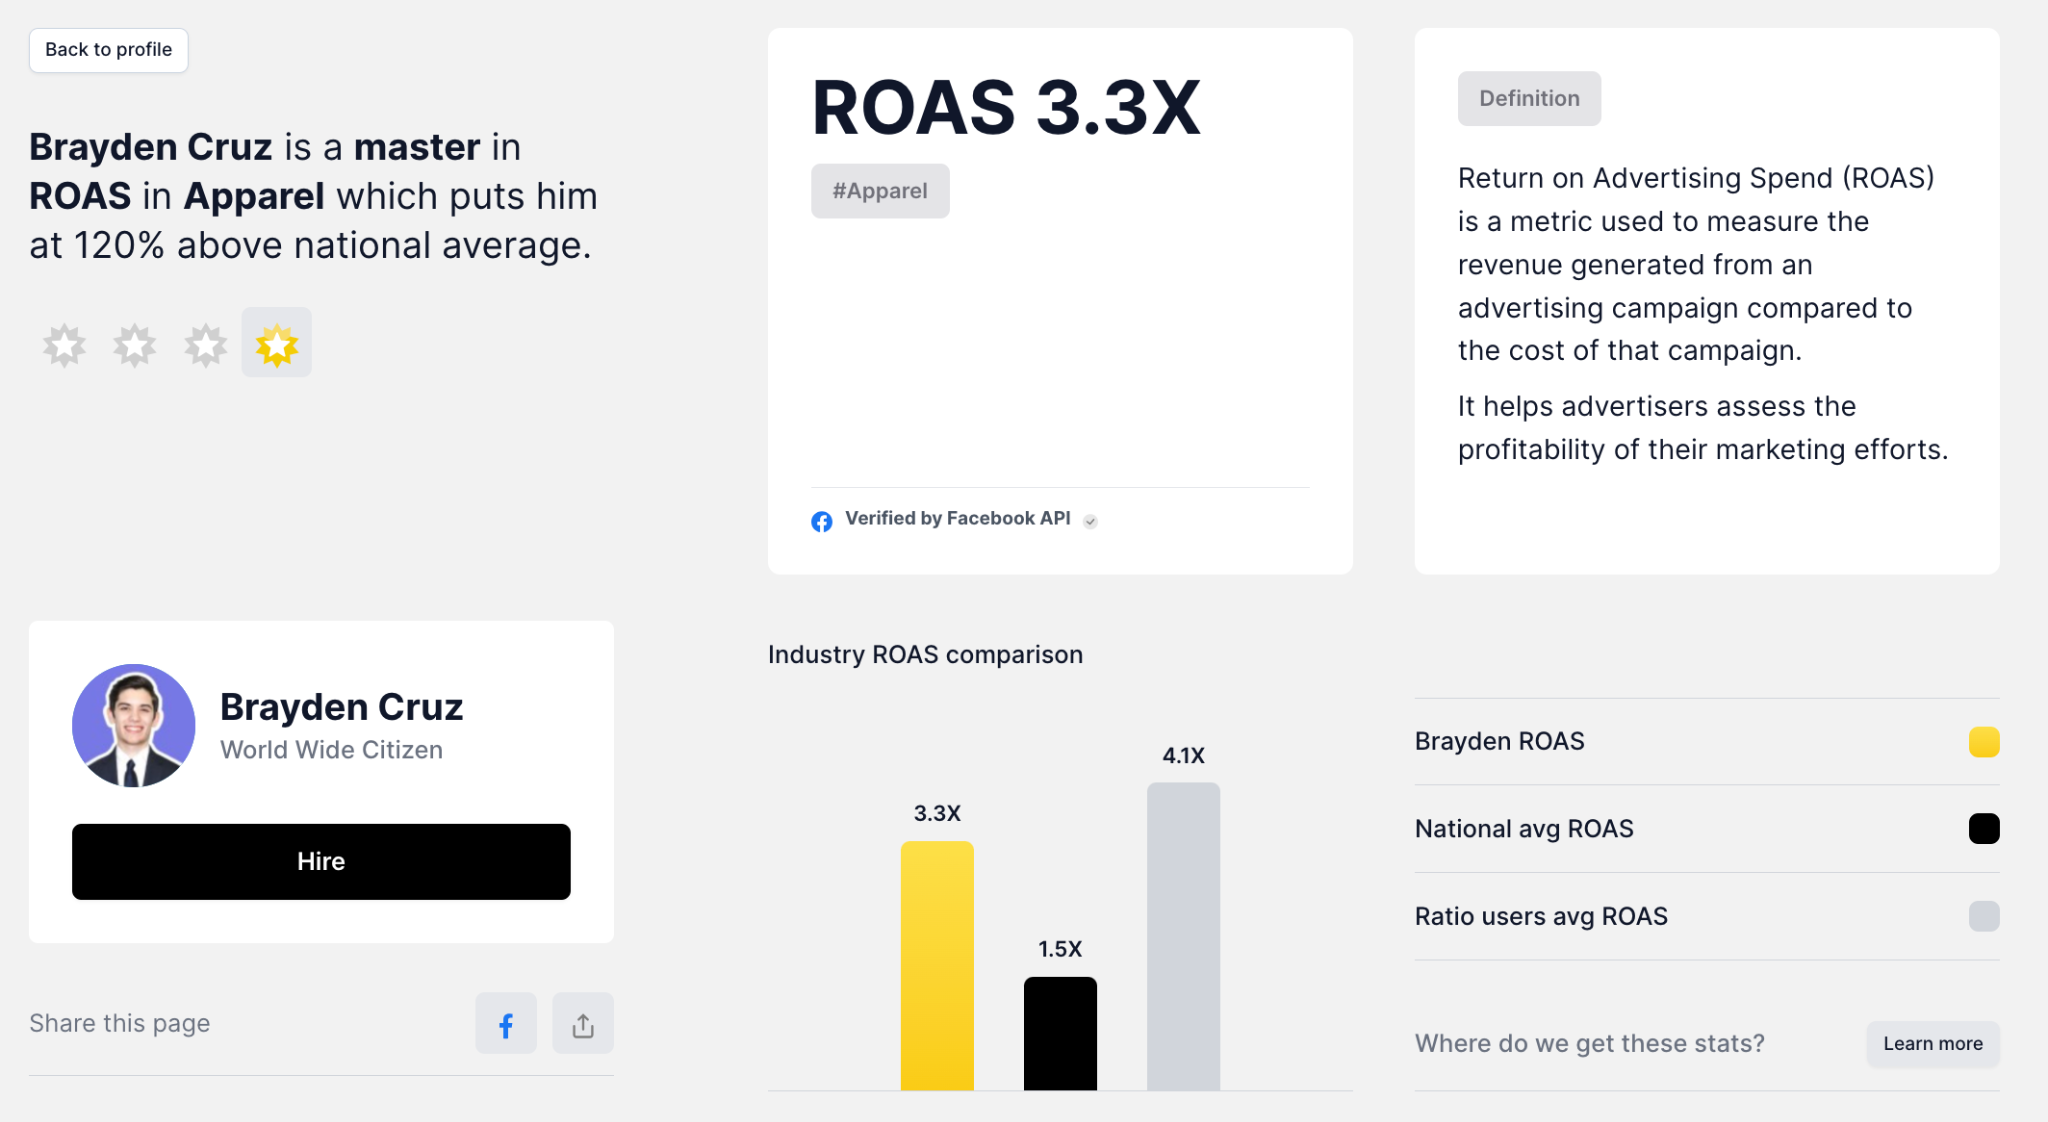 Back to profile
Brayden Cruz is a master in
ROAS in Apparel which puts him
at 120% above national average.
ROAS 3.3X
#Apparel
Verified by Facebook API
Definition
Return on Advertising Spend (ROAS)
is a metric used to measure the
revenue generated from an
advertising campaign compared to
the cost of that campaign.
It helps advertisers assess the
profitability of their marketing efforts.
Brayden Cruz
World Wide Citizen
Hire
Share this page
Industry ROAS comparison
3.3X
1.5X
4.1X
Brayden ROAS
National avg ROAS
Ratio users avg ROAS
Where do we get these stats?
Learn more